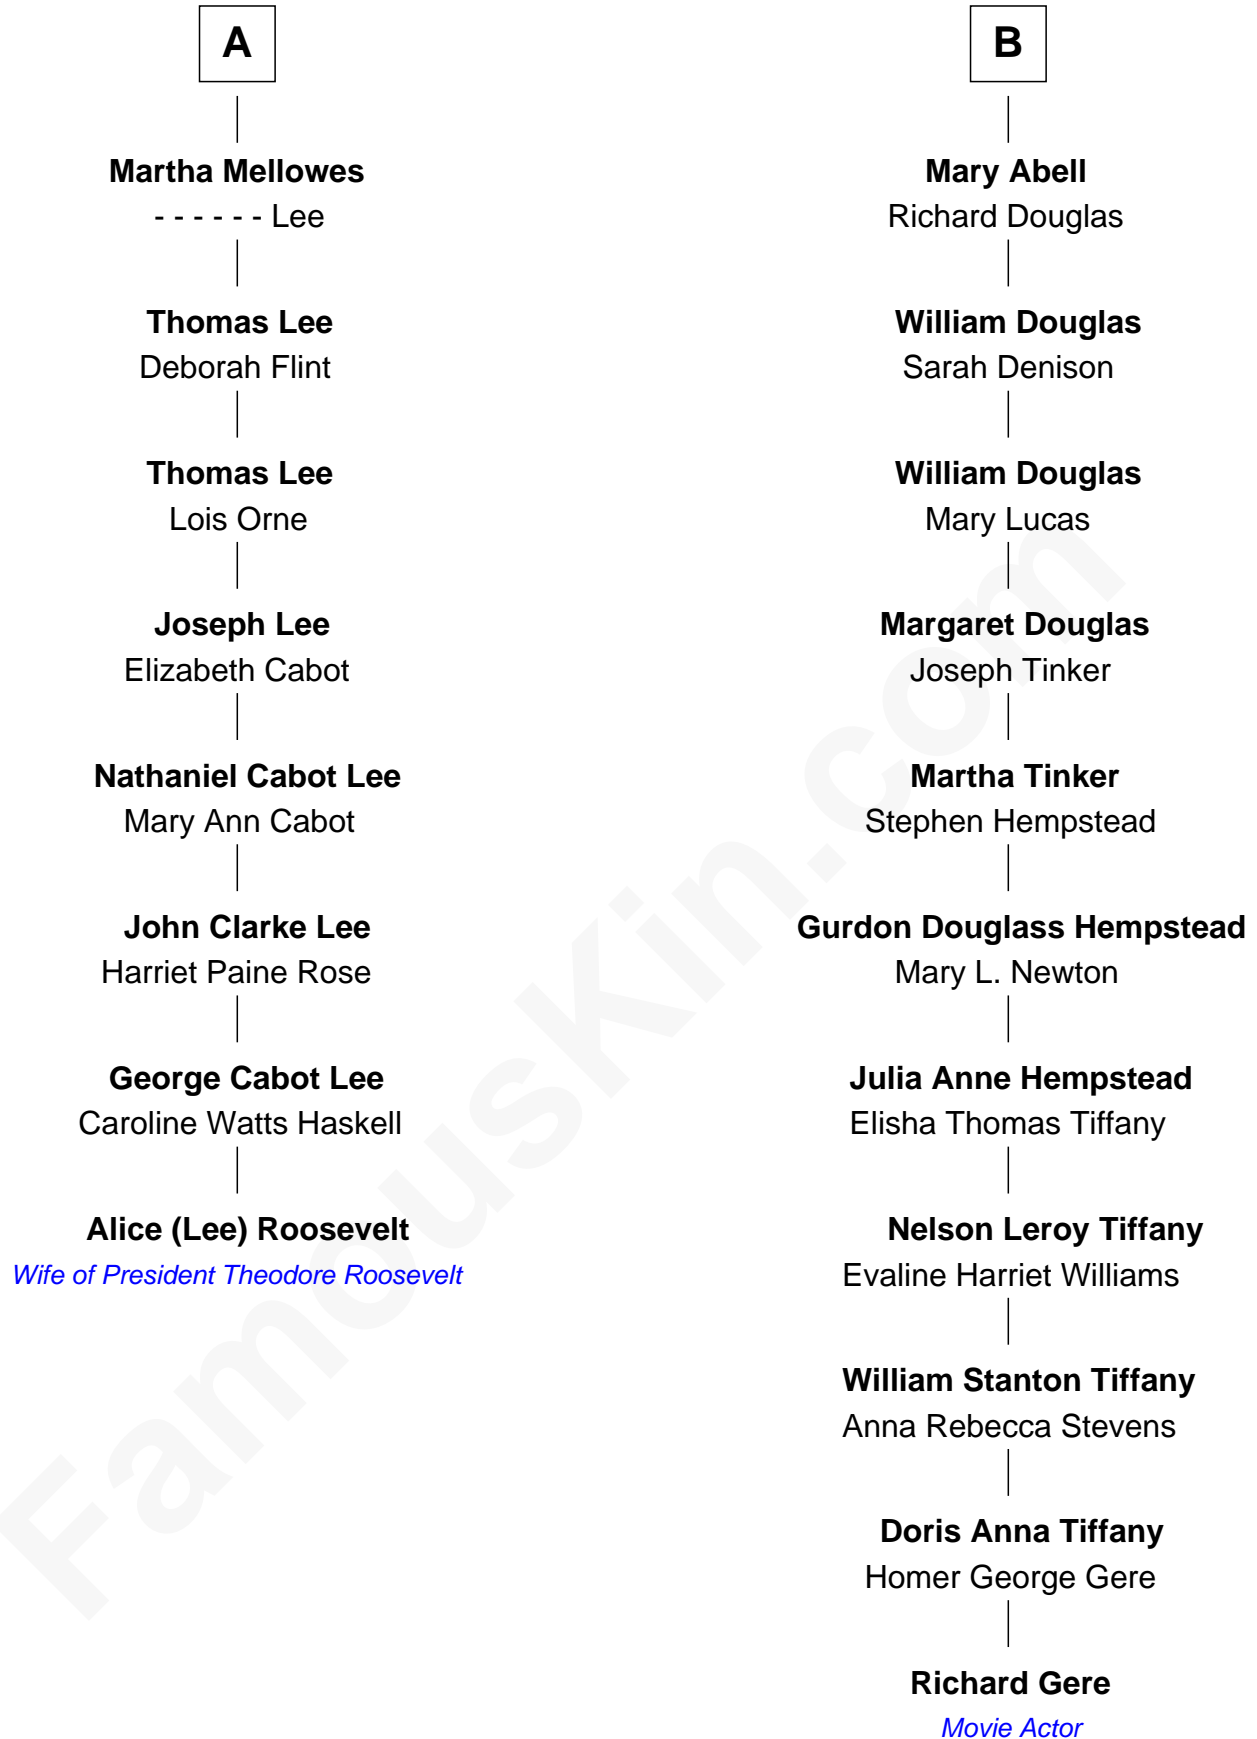 A
Martha Mellowes
- - - - - - Lee
Thomas Lee
Deborah Flint
Thomas Lee
Lois Orne
Joseph Lee
Elizabeth Cabot
Nathaniel Cabot Lee
Mary Ann Cabot
John Clarke Lee
Harriet Paine Rose
George Cabot Lee
Caroline Watts Haskell
Alice (Lee) Roosevelt
Wife of President Theodore Roosevelt
B
Mary Abell
Richard Douglas
William Douglas
Sarah Denison
William Douglas
Mary Lucas
Margaret Douglas
Joseph Tinker
Martha Tinker
Stephen Hempstead
Gurdon Douglass Hempstead
Mary L. Newton
Julia Anne Hempstead
Elisha Thomas Tiffany
Nelson Leroy Tiffany
Evaline Harriet Williams
William Stanton Tiffany
Anna Rebecca Stevens
Doris Anna Tiffany
Homer George Gere
Richard Gere
Movie Actor
FamousKin.com